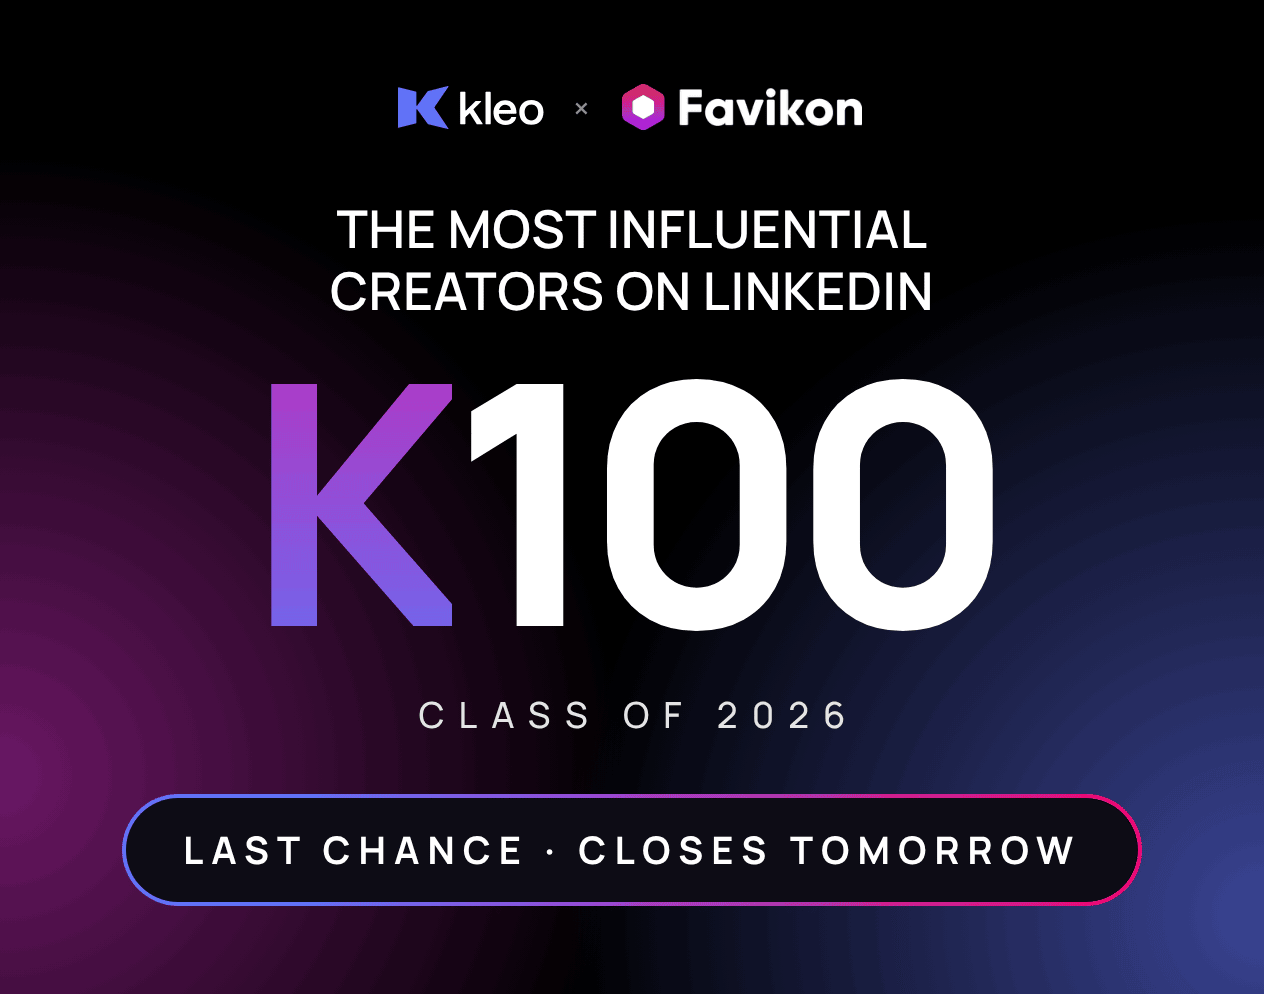 kleo × Favikon
THE MOST INFLUENTIAL
CREATORS ON LINKEDIN
K100
CLASS OF 2026
LAST CHANCE · CLOSES TOMORROW